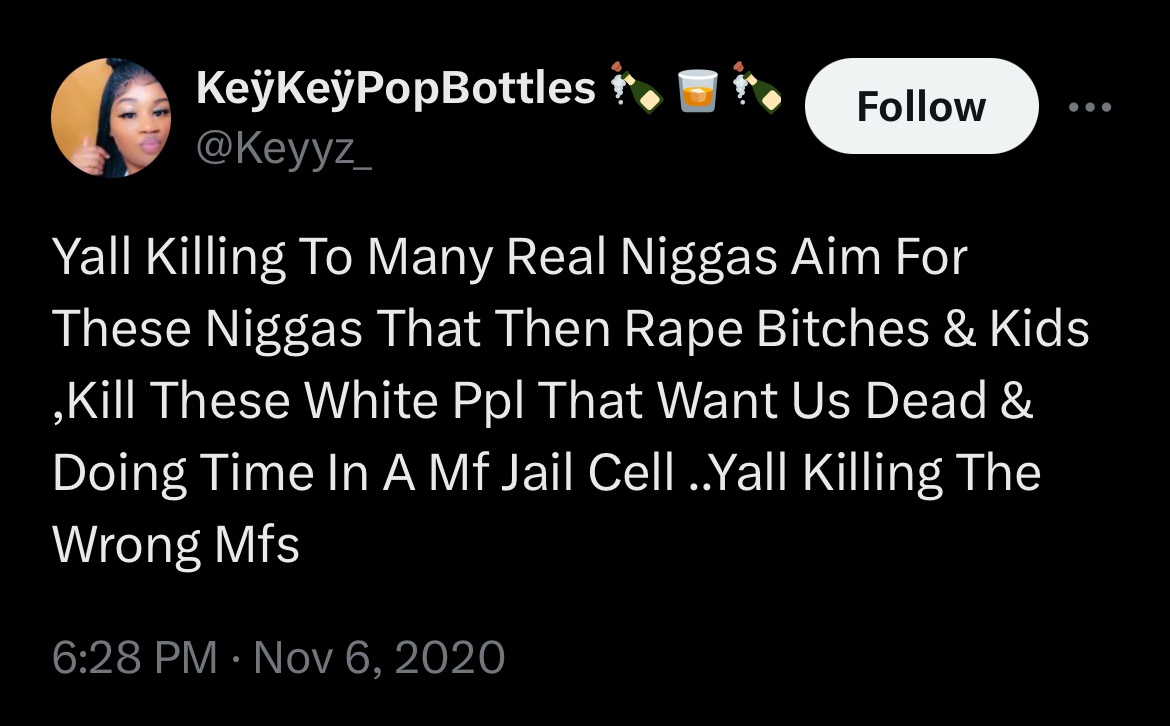 KeÿKeÿPopBottles 🍾🥃🍾
Follow
@Keyyz_
Yall Killing To Many Real Niggas Aim For
These Niggas That Then Rape Bitches & Kids
,Kill These White Ppl That Want Us Dead &
Doing Time In A Mf Jail Cell ..Yall Killing The
Wrong Mfs
6:28 PM · Nov 6, 2020